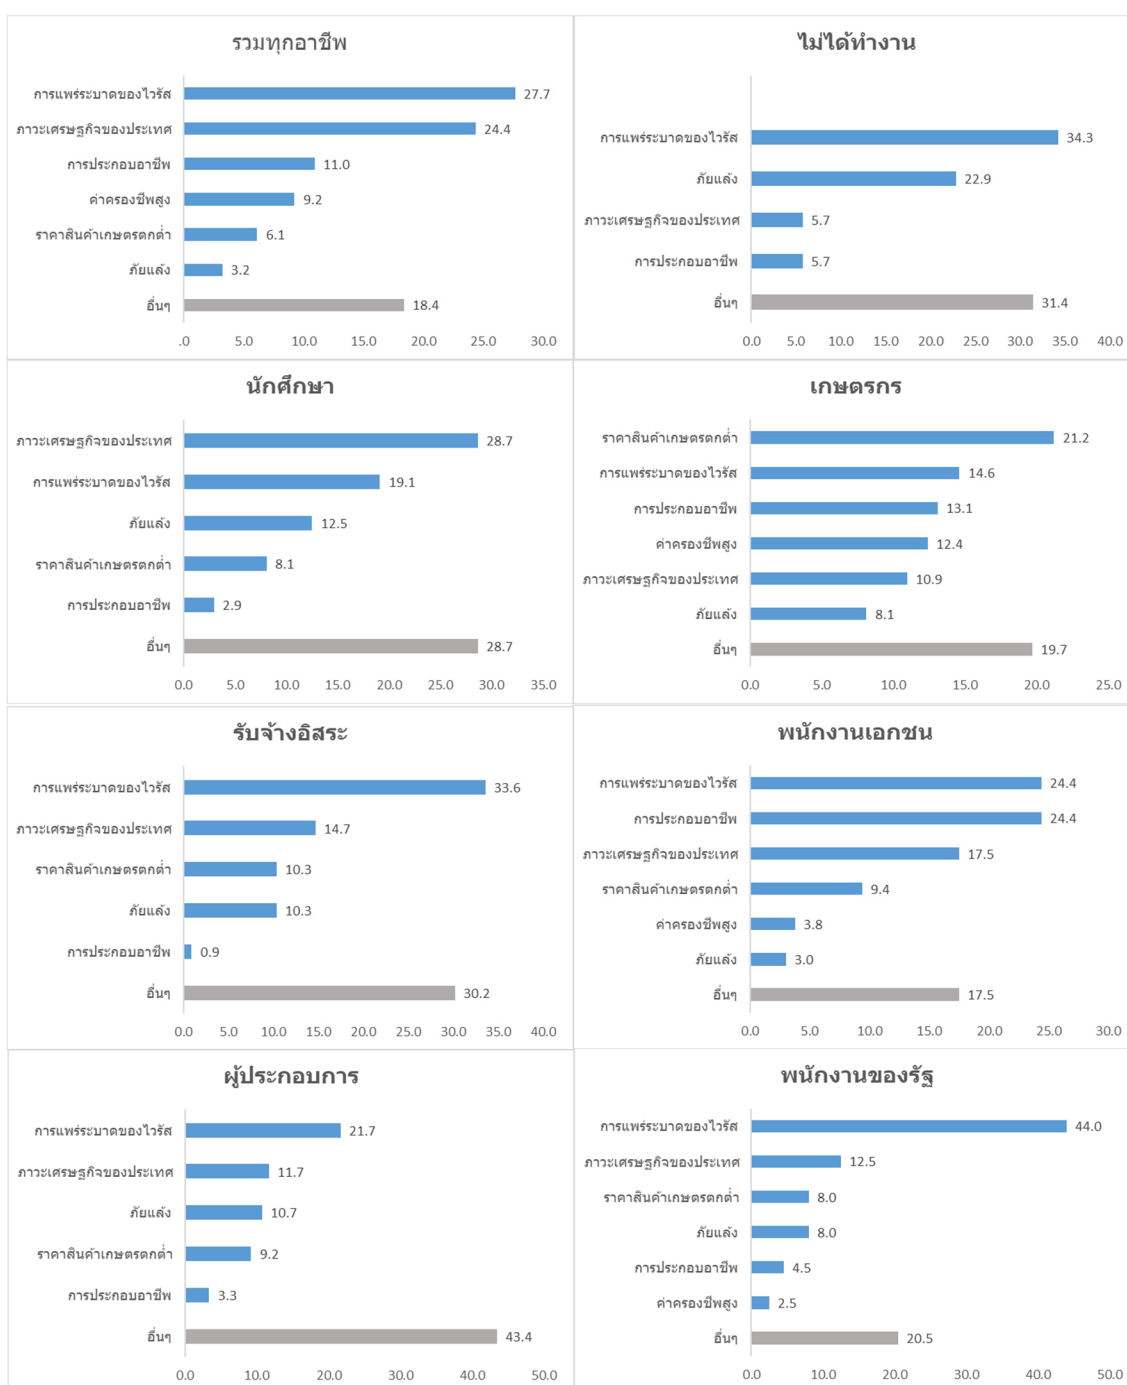 รวมทุกอาชีพ
การแพร่ระบาดของไวรัส 27.7
ภาวะเศรษฐกิจของประเทศ 24.4
การประกอบอาชีพ 11.0
ค่าครองชีพสูง 9.2
ราคาสินค้าเกษตรตกต่ำ 6.1
ภัยแล้ง 3.2
อื่นๆ 18.4
.0 5.0 10.0 15.0 20.0 25.0 30.0
ไม่ได้ทำงาน
การแพร่ระบาดของไวรัส 34.3
ภัยแล้ง 22.9
ภาวะเศรษฐกิจของประเทศ 5.7
การประกอบอาชีพ 5.7
อื่นๆ 31.4
0.0 5.0 10.0 15.0 20.0 25.0 30.0 35.0 40.0
นักศึกษา
ภาวะเศรษฐกิจของประเทศ 28.7
การแพร่ระบาดของไวรัส 19.1
ภัยแล้ง 12.5
ราคาสินค้าเกษตรตกต่ำ 8.1
การประกอบอาชีพ 2.9
อื่นๆ 28.7
0.0 5.0 10.0 15.0 20.0 25.0 30.0 35.0
เกษตรกร
ราคาสินค้าเกษตรตกต่ำ 21.2
การแพร่ระบาดของไวรัส 14.6
การประกอบอาชีพ 13.1
ค่าครองชีพสูง 12.4
ภาวะเศรษฐกิจของประเทศ 10.9
ภัยแล้ง 8.1
อื่นๆ 19.7
0.0 5.0 10.0 15.0 20.0 25.0
รับจ้างอิสระ
การแพร่ระบาดของไวรัส 33.6
ภาวะเศรษฐกิจของประเทศ 14.7
ราคาสินค้าเกษตรตกต่ำ 10.3
ภัยแล้ง 10.3
การประกอบอาชีพ 0.9
อื่นๆ 30.2
0.0 5.0 10.0 15.0 20.0 25.0 30.0 35.0 40.0
พนักงานเอกชน
การแพร่ระบาดของไวรัส 24.4
การประกอบอาชีพ 24.4
ภาวะเศรษฐกิจของประเทศ 17.5
ราคาสินค้าเกษตรตกต่ำ 9.4
ค่าครองชีพสูง 3.8
ภัยแล้ง 3.0
อื่นๆ 17.5
0.0 5.0 10.0 15.0 20.0 25.0 30.0
ผู้ประกอบการ
การแพร่ระบาดของไวรัส 21.7
ภาวะเศรษฐกิจของประเทศ 11.7
ภัยแล้ง 10.7
ราคาสินค้าเกษตรตกต่ำ 9.2
การประกอบอาชีพ 3.3
อื่นๆ 43.4
0.0 10.0 20.0 30.0 40.0 50.0
พนักงานของรัฐ
การแพร่ระบาดของไวรัส 44.0
ภาวะเศรษฐกิจของประเทศ 12.5
ราคาสินค้าเกษตรตกต่ำ 8.0
ภัยแล้ง 8.0
การประกอบอาชีพ 4.5
ค่าครองชีพสูง 2.5
อื่นๆ 20.5
0.0 10.0 20.0 30.0 40.0 50.0